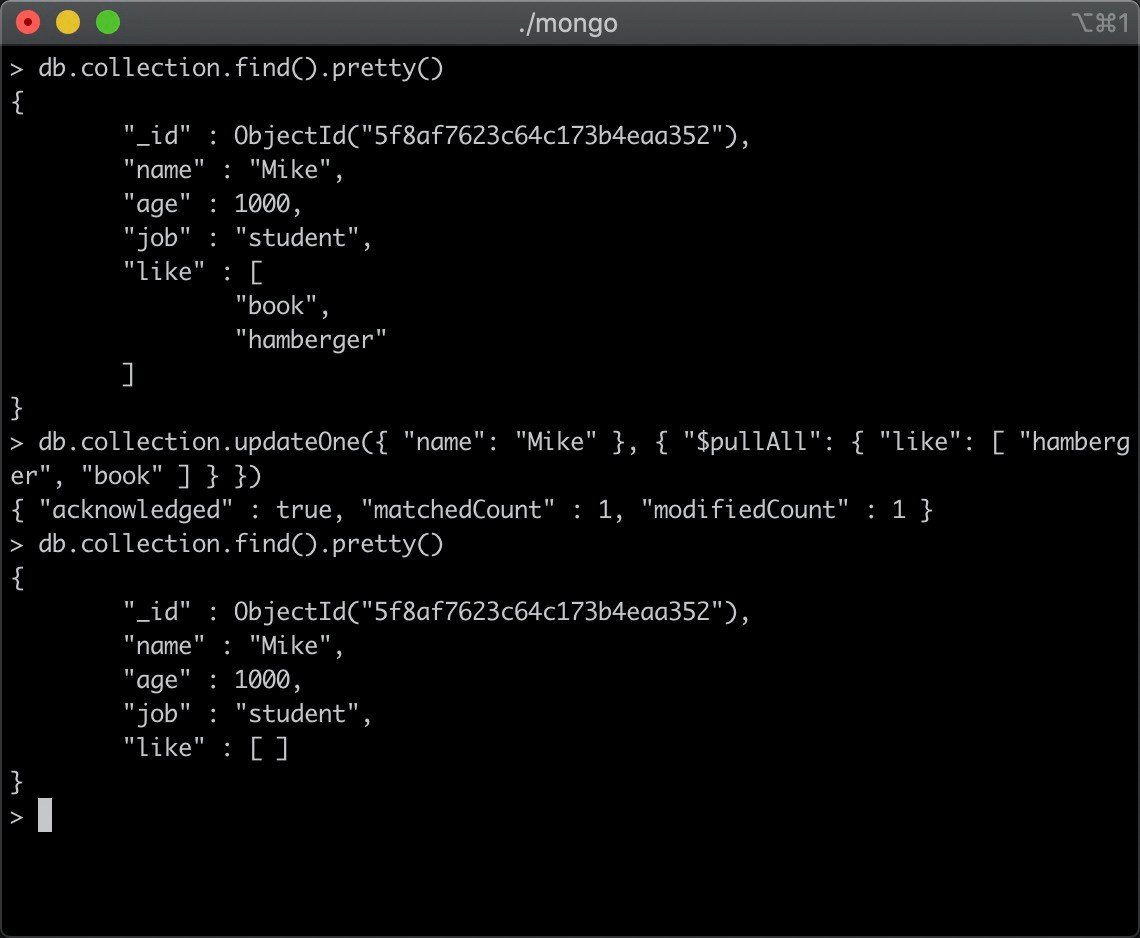 ./mongo
⌥⌘1
> db.collection.find().pretty()
{
"_id" : ObjectId("5f8af7623c64c173b4eaa352"),
"name" : "Mike",
"age" : 1000,
"job" : "student",
"like" : [
"book",
"hamberger"
]
}
> db.collection.updateOne({ "name": "Mike" }, { "$pullAll": { "like": [ "hamberg
er", "book" ] } })
{ "acknowledged" : true, "matchedCount" : 1, "modifiedCount" : 1 }
> db.collection.find().pretty()
{
"_id" : ObjectId("5f8af7623c64c173b4eaa352"),
"name" : "Mike",
"age" : 1000,
"job" : "student",
"like" : [ ]
}
>